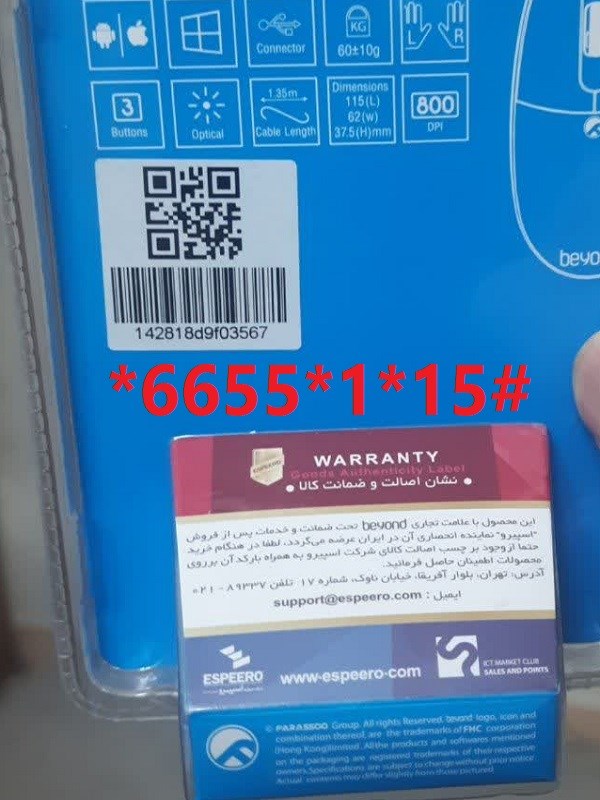 KG
L R
Connector
60±10g
3
Buttons
Optical
1.35m
Cable Length
Dimensions
115(L)
62(w)
37.5(H)mm
800
DPI
142818d9f03567
beyo
*6655*1*15#
ESPEERO
WARRANTY
Goods Authenticity Label
● نشان اصالت و ضمانت کالا ●
این محصول با علامت تجاری beyond تحت ضمانت و خدمات پس از فروش
"اسپیرو" نماینده انحصاری آن در ایران عرضه می‌گردد. لطفا در هنگام خرید
حتما از وجود بر چسب اصالت کالای شرکت اسپیرو به همراه بارکد آن برروی
محصولات اطمینان حاصل فرمائید.
آدرس: تهران، بلوار آفریقا، خیابان ناوک، شماره ۱۷ تلفن ۸۹۳۳۷ - ۰۲۱
ایمیل : support@espeero.com
ESPEERO
www-espeero-com
ICT MARKET CLUB
SALES AND POINTS
© PARASSOO Group. All rights Reserved. beyond logo, icon and
combination thereof, are the trademarks of FHC corporation
(Hong Kong)limited. All the products and softwares mentioned
on the packaging are registered trademarks of their respective
owners. Specifications are subject to change without prior notice
Actual contents may differ slightly from those pictured